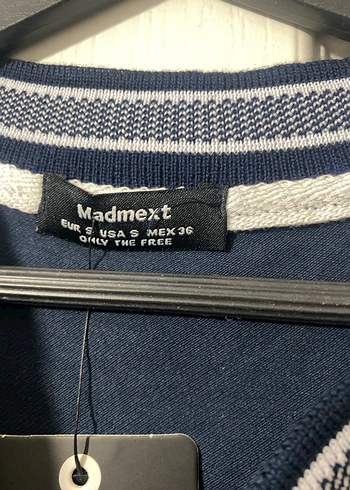 Madmext
EUR S USA S MEX 36
ONLY THE FREE